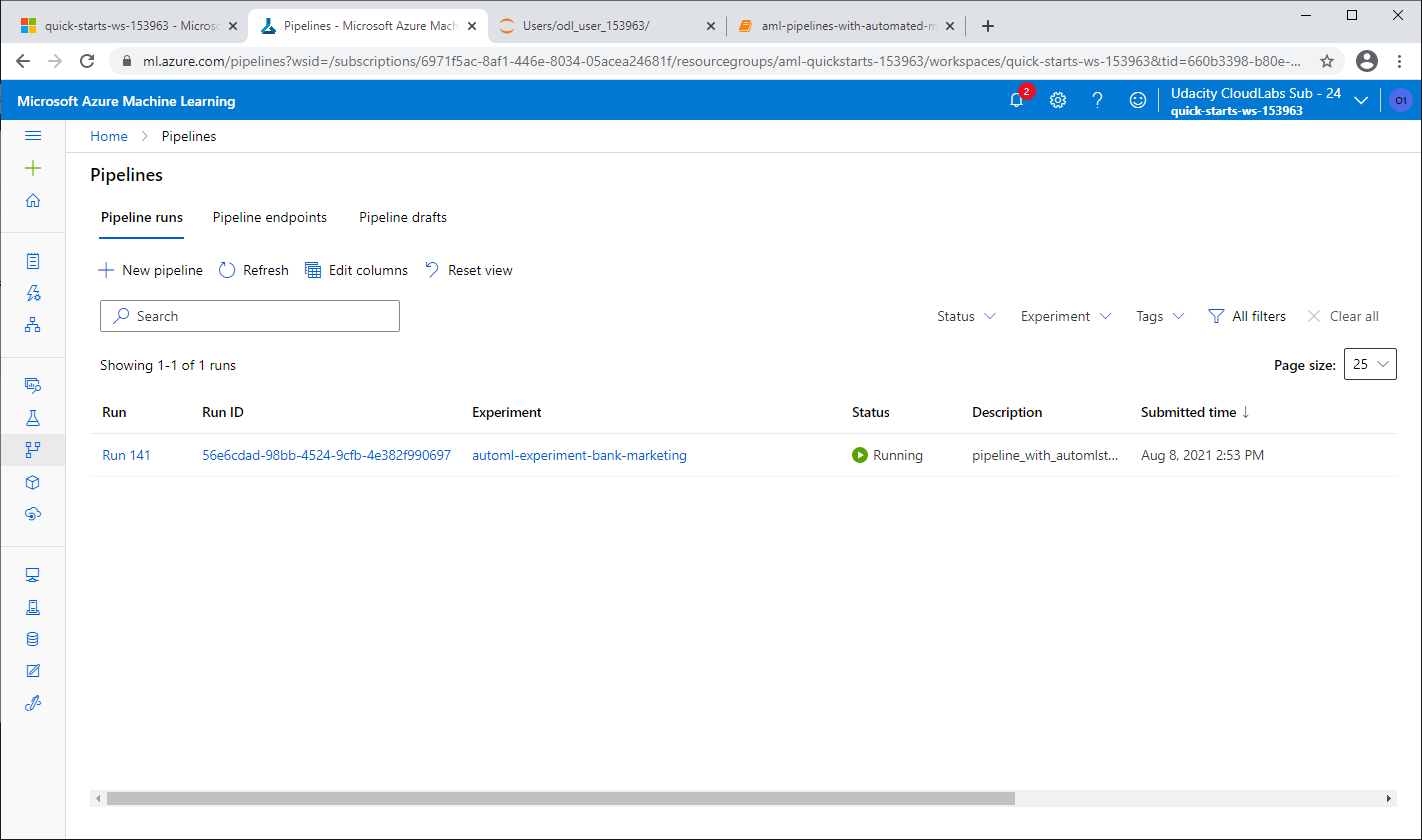 quick-starts-ws-153963 - Microso
Pipelines - Microsoft Azure Mach
Users/odl_user_153963/
aml-pipelines-with-automated-m
ml.azure.com/pipelines?wsid=/subscriptions/6971f5ac-8af1-446e-8034-05acea24681f/resourcegroups/aml-quickstarts-153963/workspaces/quick-starts-ws-153963&tid=660b3398-b80e-...
Microsoft Azure Machine Learning
2
Udacity CloudLabs Sub - 24
quick-starts-ws-153963
O1
Home > Pipelines
Pipelines
Pipeline runs Pipeline endpoints Pipeline drafts
New pipeline Refresh Edit columns Reset view
Search Status Experiment Tags All filters Clear all
Showing 1-1 of 1 runs Page size: 25
Run Run ID Experiment Status Description Submitted time ↓
Run 141 56e6cdad-98bb-4524-9cfb-4e382f990697 automl-experiment-bank-marketing Running pipeline_with_automlst... Aug 8, 2021 2:53 PM